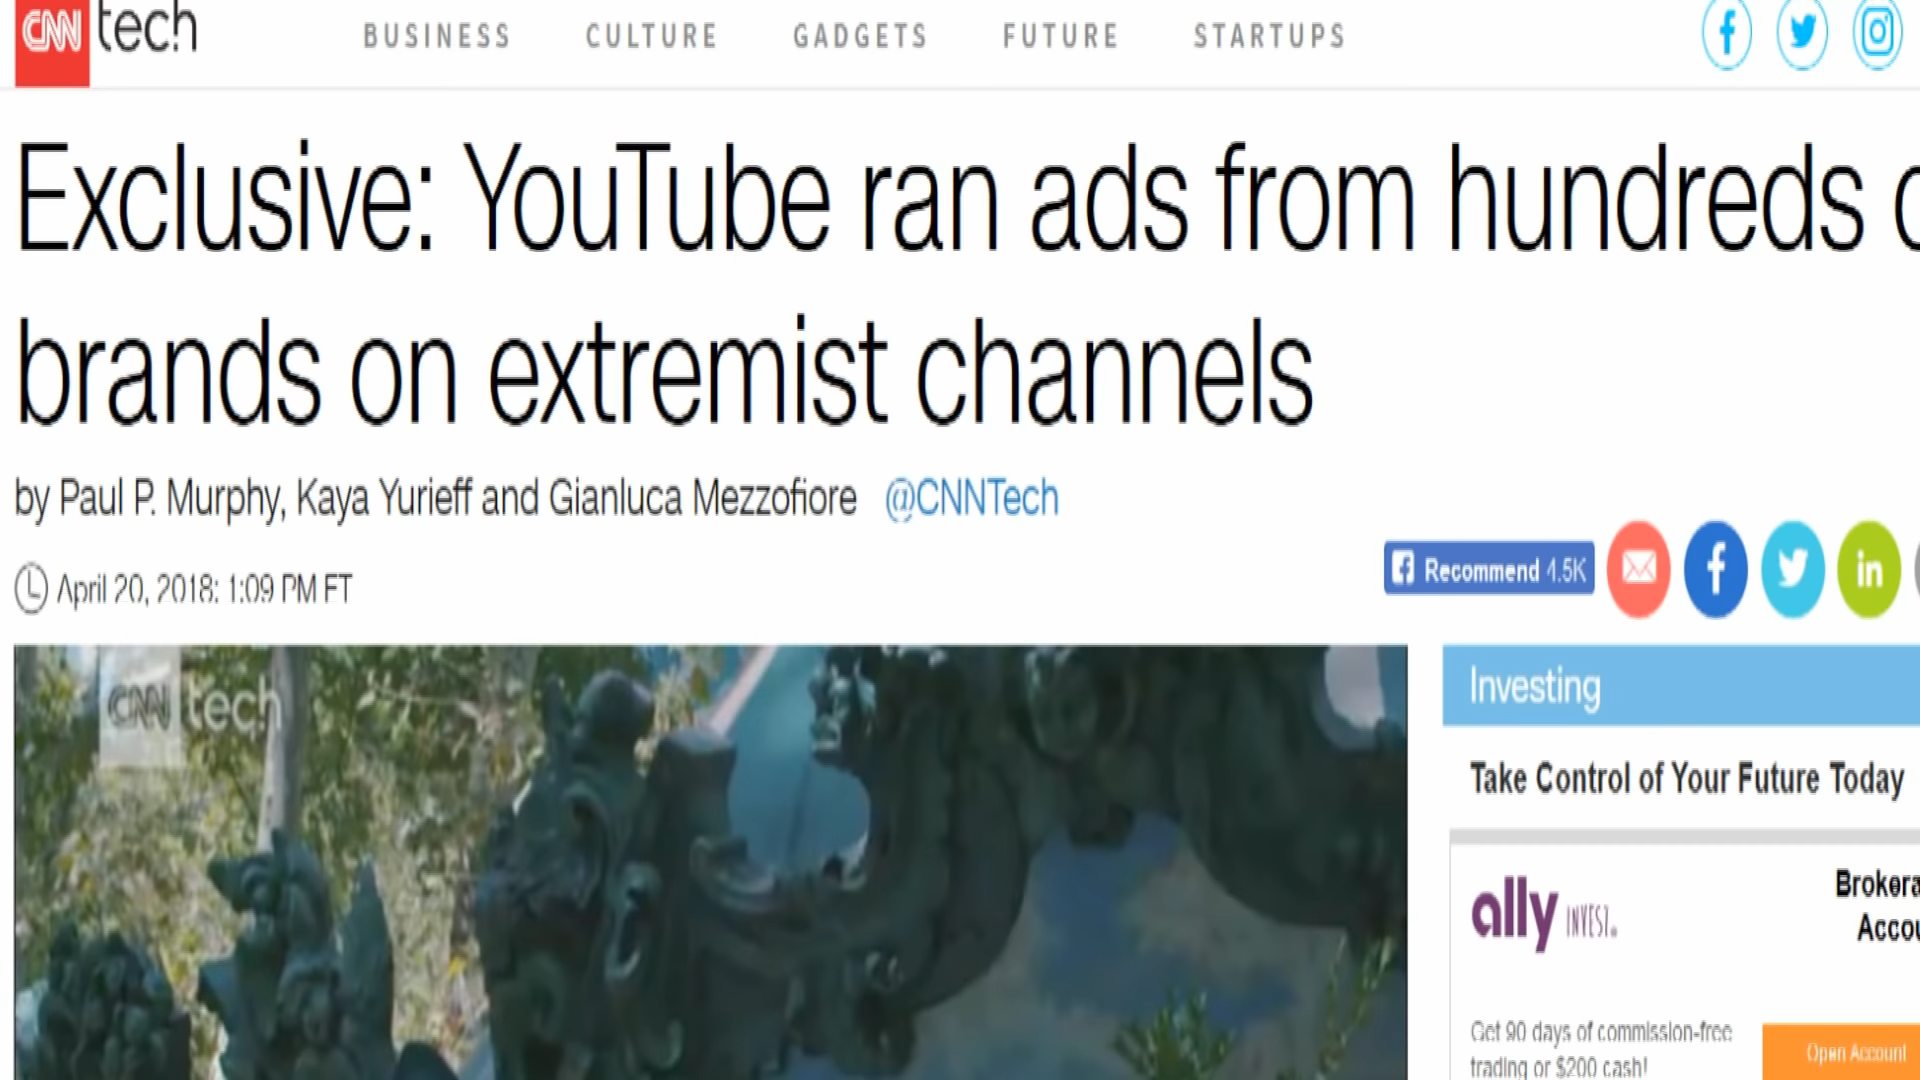 CNN tech
BUSINESS CULTURE GADGETS FUTURE STARTUPS
Exclusive: YouTube ran ads from hundreds
brands on extremist channels
by Paul P. Murphy, Kaya Yurieff and Gianluca Mezzofiore @CNNTech
April 20, 2018: 1:09 PM ET
Recommend 4.5K
in
CNN tech
Investing
Take Control of Your Future Today
ally INVEST
Brokera
Accou
Get 90 days of commission-free
trading or $200 cash!
Open Account